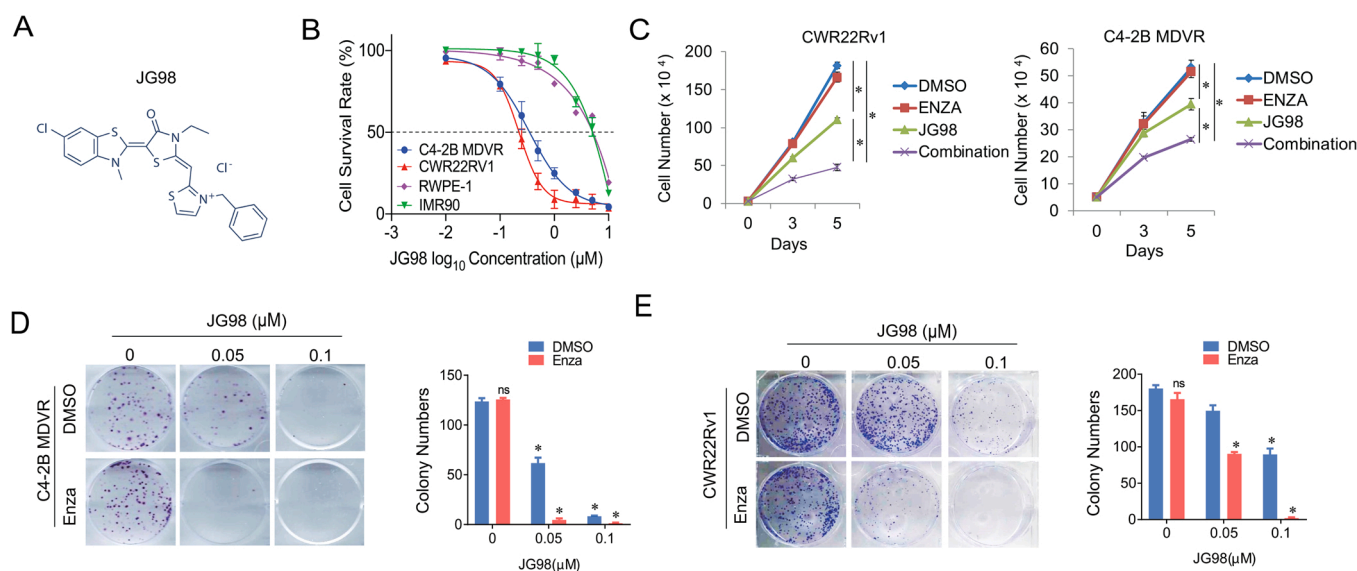 A
JG98
Cl
S
N
O
N
S
Cl⁻
S
N+
B
Cell Survival Rate (%)
100
50
0
C4-2B MDVR
CWR22RV1
RWPE-1
IMR90
-3
-2
-1
0
1
JG98 log10 Concentration (µM)
C
CWR22Rv1
Cell Number (x 10 4)
200
150
100
50
0
0
3
5
Days
*
*
*
DMSO
ENZA
JG98
Combination
C4-2B MDVR
Cell Number (x 10 4)
60
50
40
30
20
10
0
0
3
5
Days
*
*
*
DMSO
ENZA
JG98
Combination
D
JG98 (µM)
0
0.05
0.1
C4-2B MDVR
DMSO
Enza
DMSO
Enza
Colony Numbers
150
100
50
0
ns
*
*
*
*
0
0.05
0.1
JG98(µM)
E
JG98 (µM)
0
0.05
0.1
CWR22Rv1
DMSO
Enza
DMSO
Enza
Colony Numbers
200
150
100
50
0
ns
*
*
*
0
0.05
0.1
JG98(µM)